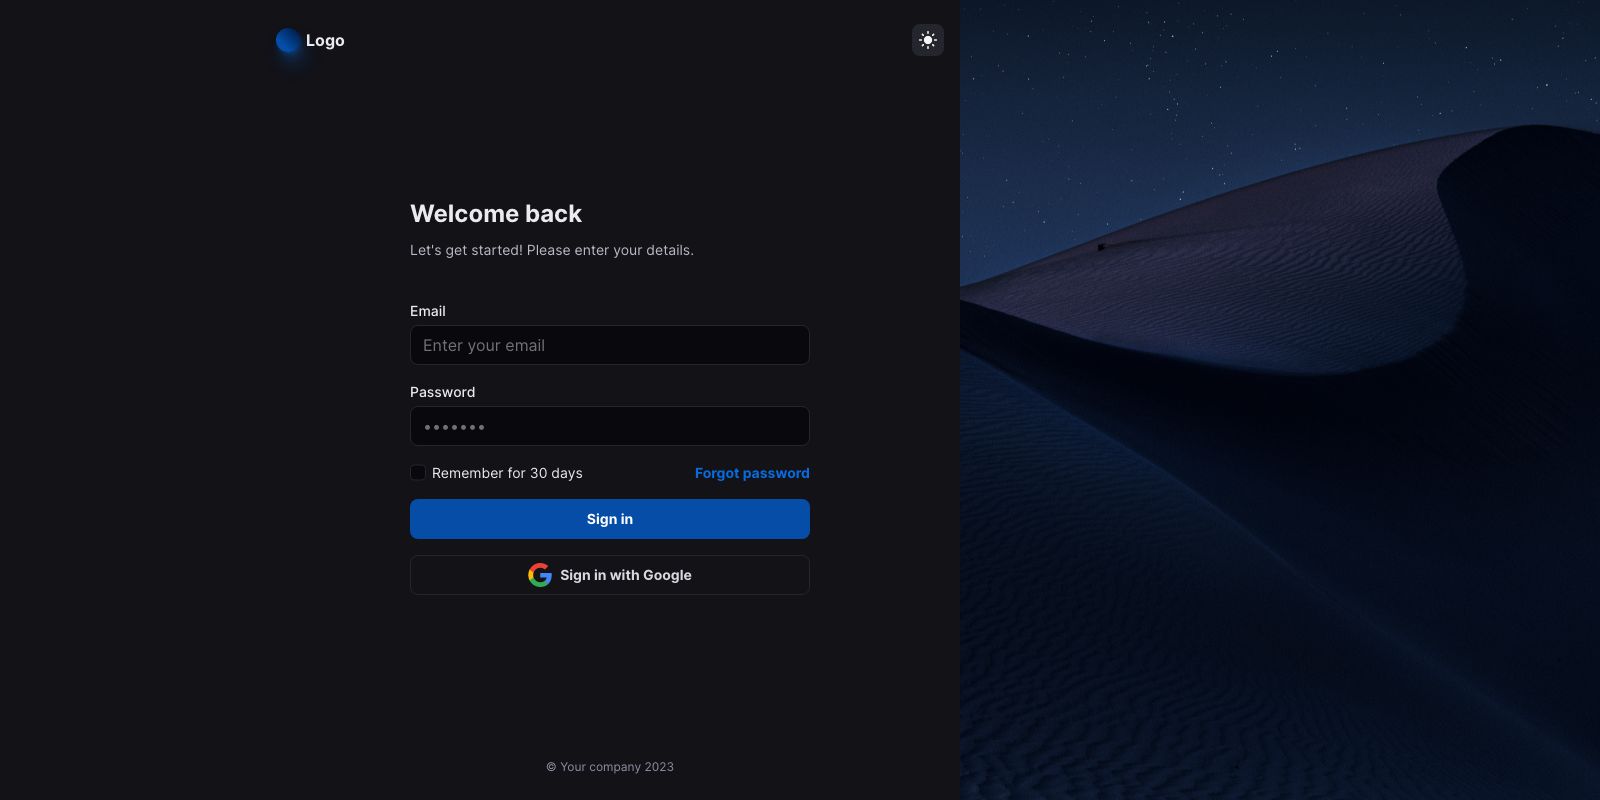 Logo
Welcome back
Let's get started! Please enter your details.
Email
Enter your email
Password
•••••••
Remember for 30 days
Forgot password
Sign in
Sign in with Google
© Your company 2023